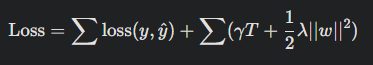 Loss = ∑ loss(y, ŷ) + ∑(γT + ½λ||w||²)